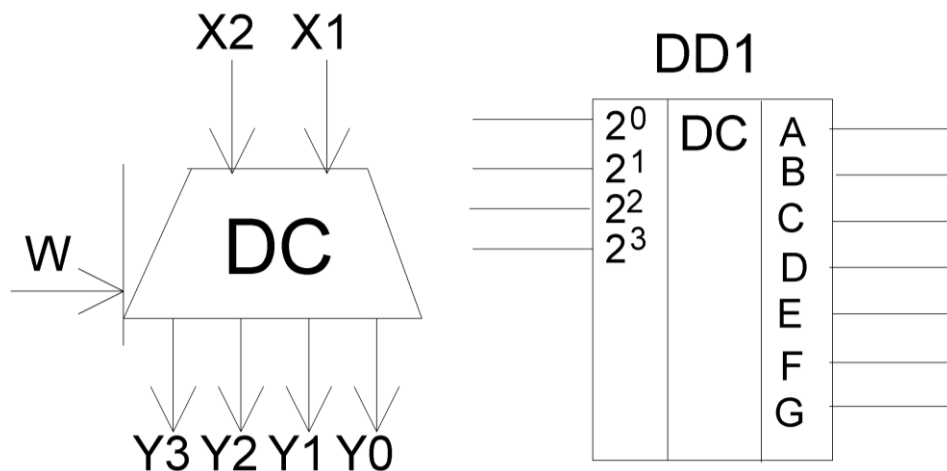 X2 X1
DC
W
Y3 Y2 Y1 Y0
DD1
2⁰ DC A
2¹ B
2² C
2³ D
E
F
G